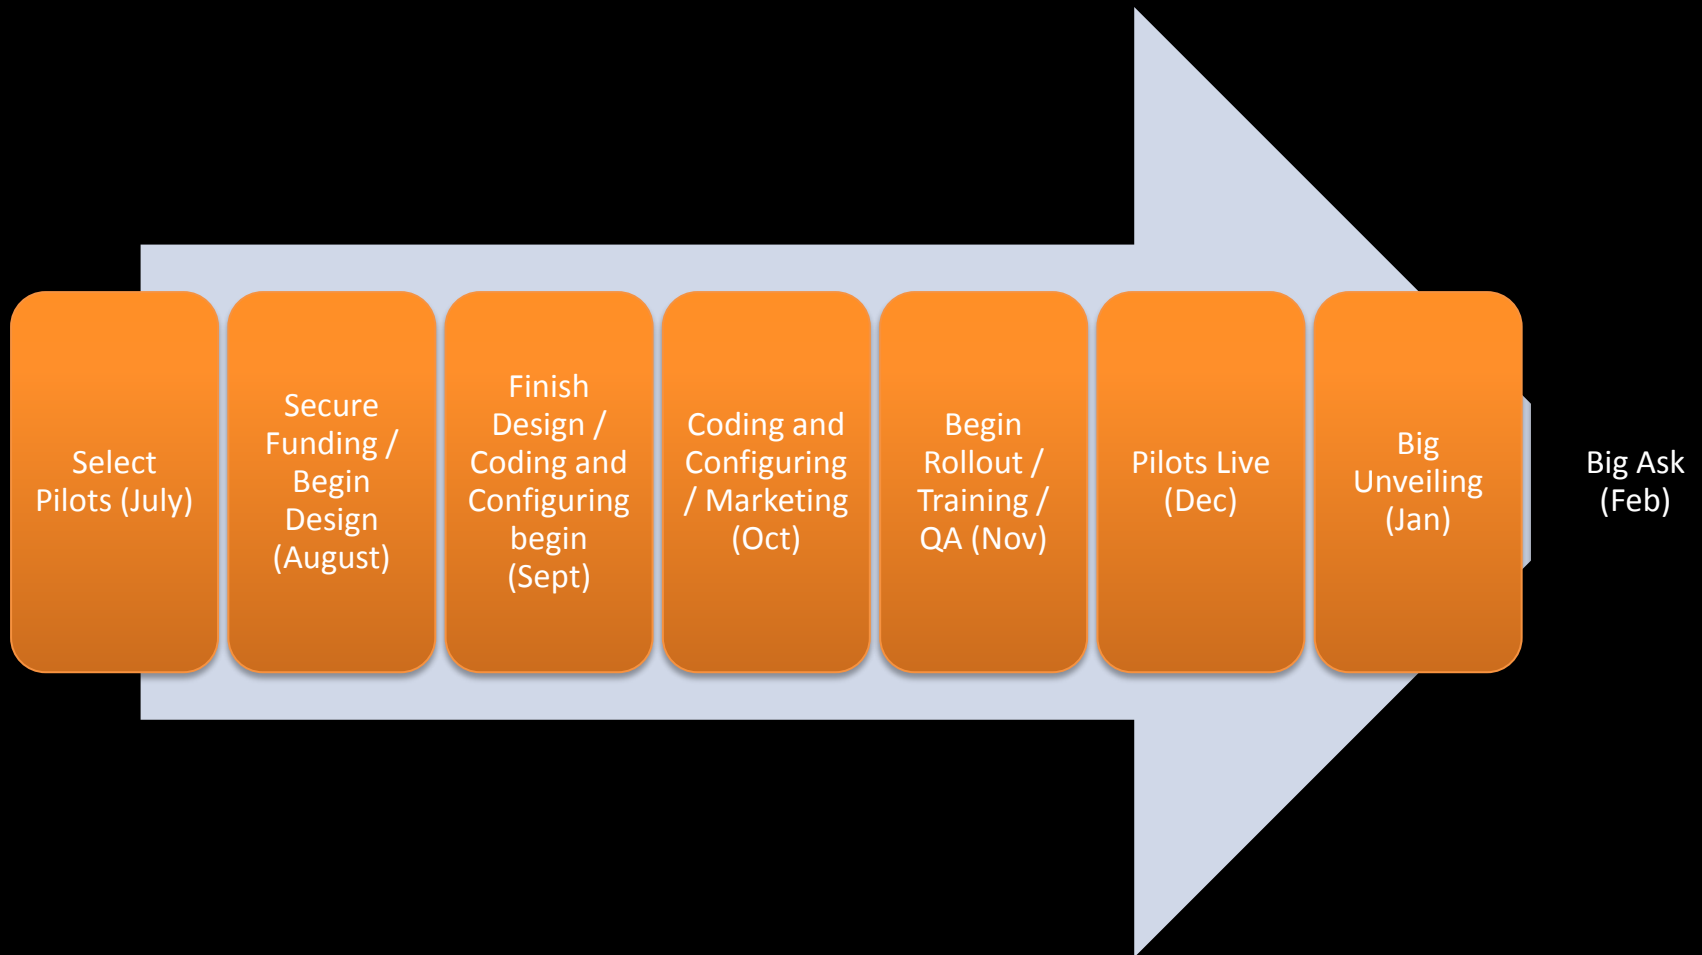 Select
Pilots (July)
Secure
Funding /
Begin
Design
(August)
Finish
Design /
Coding and
Configuring
begin
(Sept)
Coding and
Configuring
/ Marketing
(Oct)
Begin
Rollout /
Training /
QA (Nov)
Pilots Live
(Dec)
Big
Unveiling
(Jan)
Big Ask
(Feb)